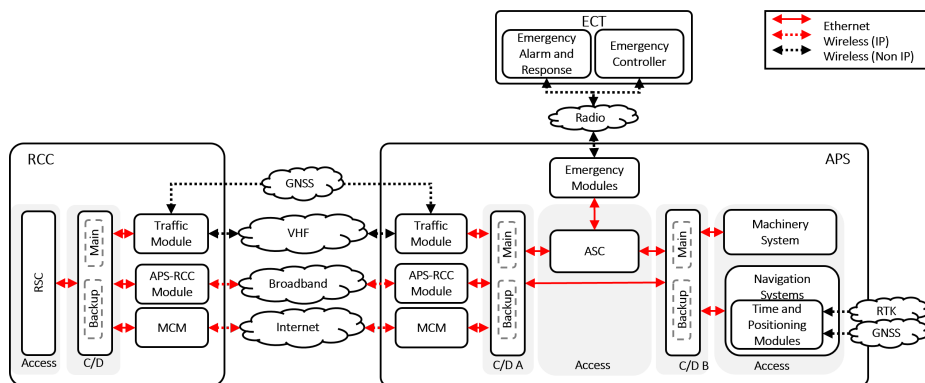 ECT
Emergency
Alarm and
Response
Emergency
Controller
Ethernet
Wireless (IP)
Wireless (Non IP)
Radio
RCC
APS
GNSS
Emergency
Modules
RSC
Main
Backup
Traffic
Module
VHF
Traffic
Module
Main
Backup
ASC
Main
Backup
Machinery
System
APS-RCC
Module
Broadband
APS-RCC
Module
MCM
Internet
MCM
Navigation
Systems
Time and
Positioning
Modules
RTK
GNSS
Access
C/D
C/D A
Access
C/D B
Access